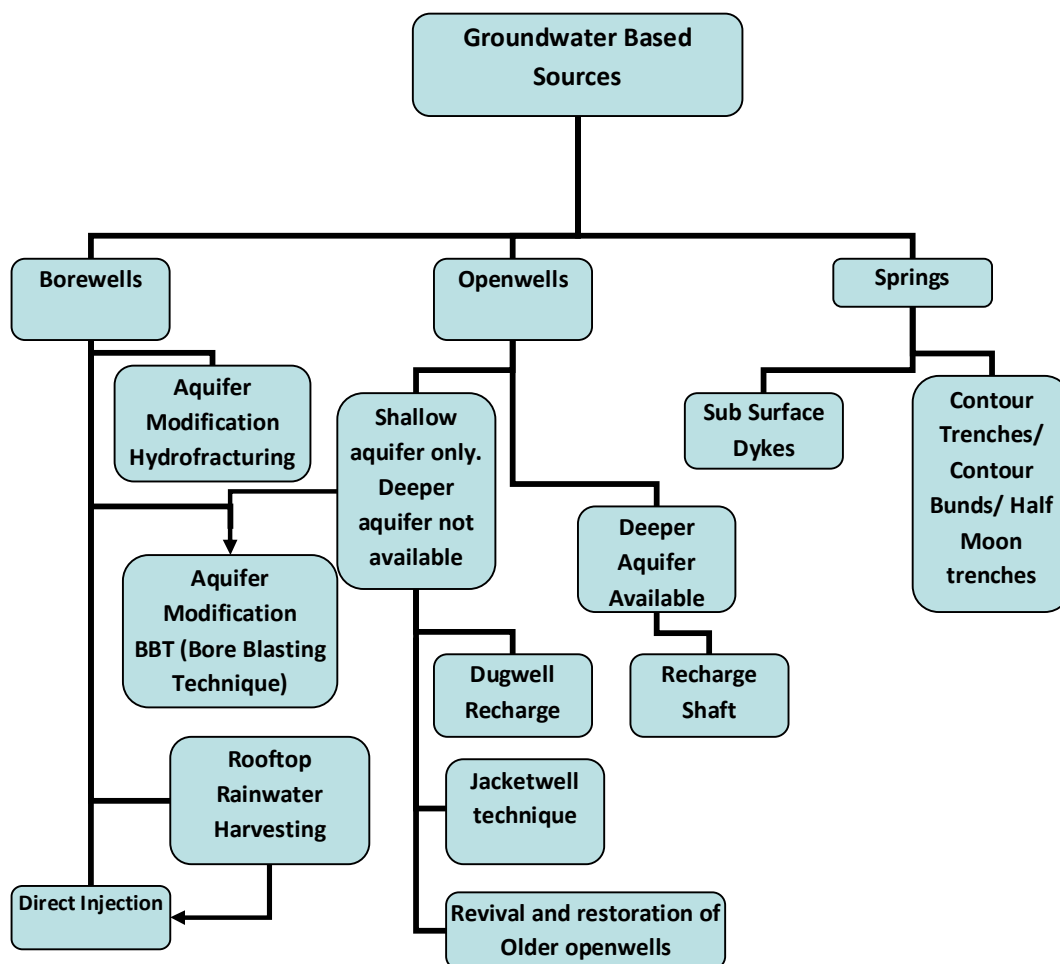 Groundwater Based
Sources
Borewells
Openwells
Springs
Aquifer
Modification
Hydrofracturing
Shallow
aquifer only.
Deeper
aquifer not
available
Sub Surface
Dykes
Contour
Trenches/
Contour
Bunds/ Half
Moon
trenches
Aquifer
Modification
BBT (Bore Blasting
Technique)
Deeper
Aquifer
Available
Dugwell
Recharge
Recharge
Shaft
Rooftop
Rainwater
Harvesting
Jacketwell
technique
Direct Injection
Revival and restoration of
Older openwells